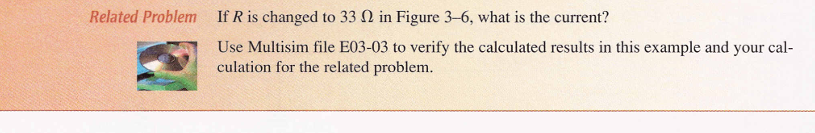 Related Problem If R is changed to 33 Ω in Figure 3–6, what is the current?
Use Multisim file E03-03 to verify the calculated results in this example and your cal-
culation for the related problem.